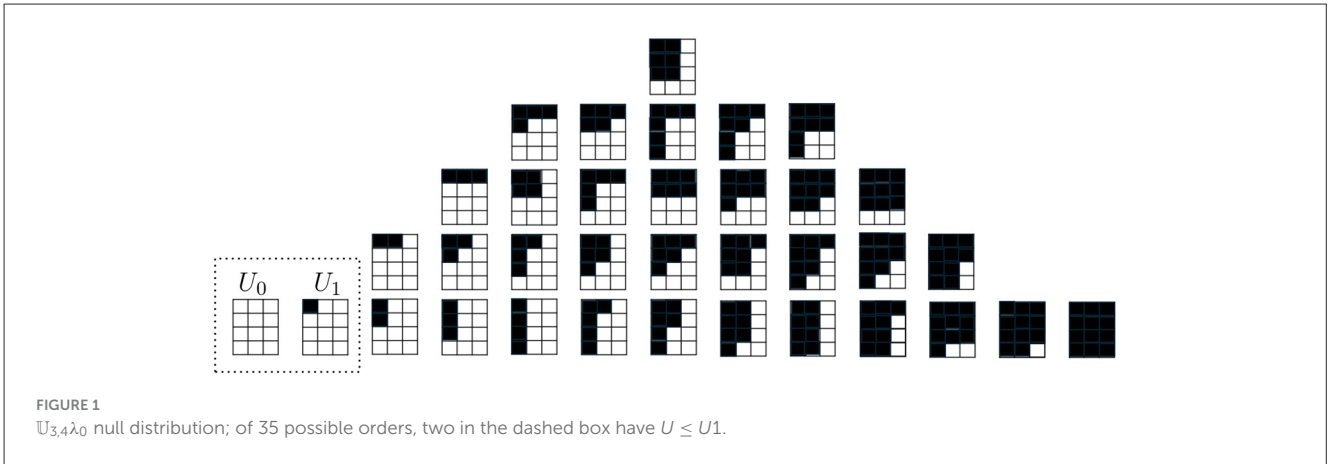 U₀ U₁
FIGURE 1
𝕌₃,₄λ₀ null distribution; of 35 possible orders, two in the dashed box have U ≤ U1.